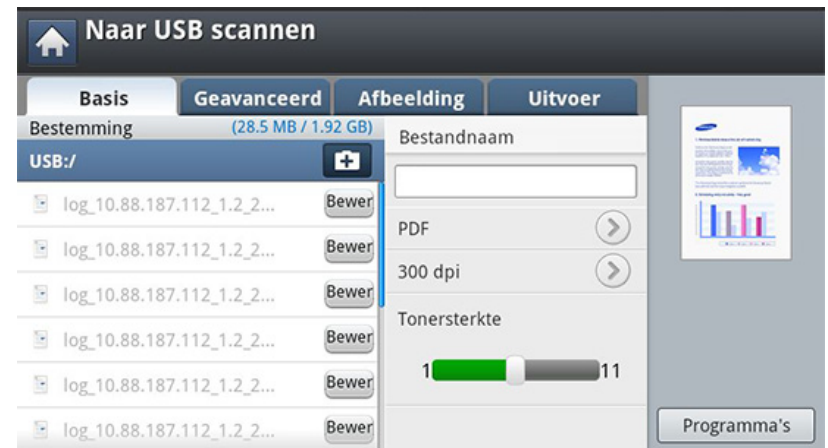 Naar USB scannen
Basis
Geavanceerd
Afbeelding
Uitvoer
Bestemming (28.5 MB / 1.92 GB)
USB:/
log_10.88.187.112_1.2_2... Bewer
log_10.88.187.112_1.2_2... Bewer
log_10.88.187.112_1.2_2... Bewer
log_10.88.187.112_1.2_2... Bewer
log_10.88.187.112_1.2_2... Bewer
log_10.88.187.112_1.2_2... Bewer
Bestandnaam
PDF
300 dpi
Tonersterkte
1 11
Programma's